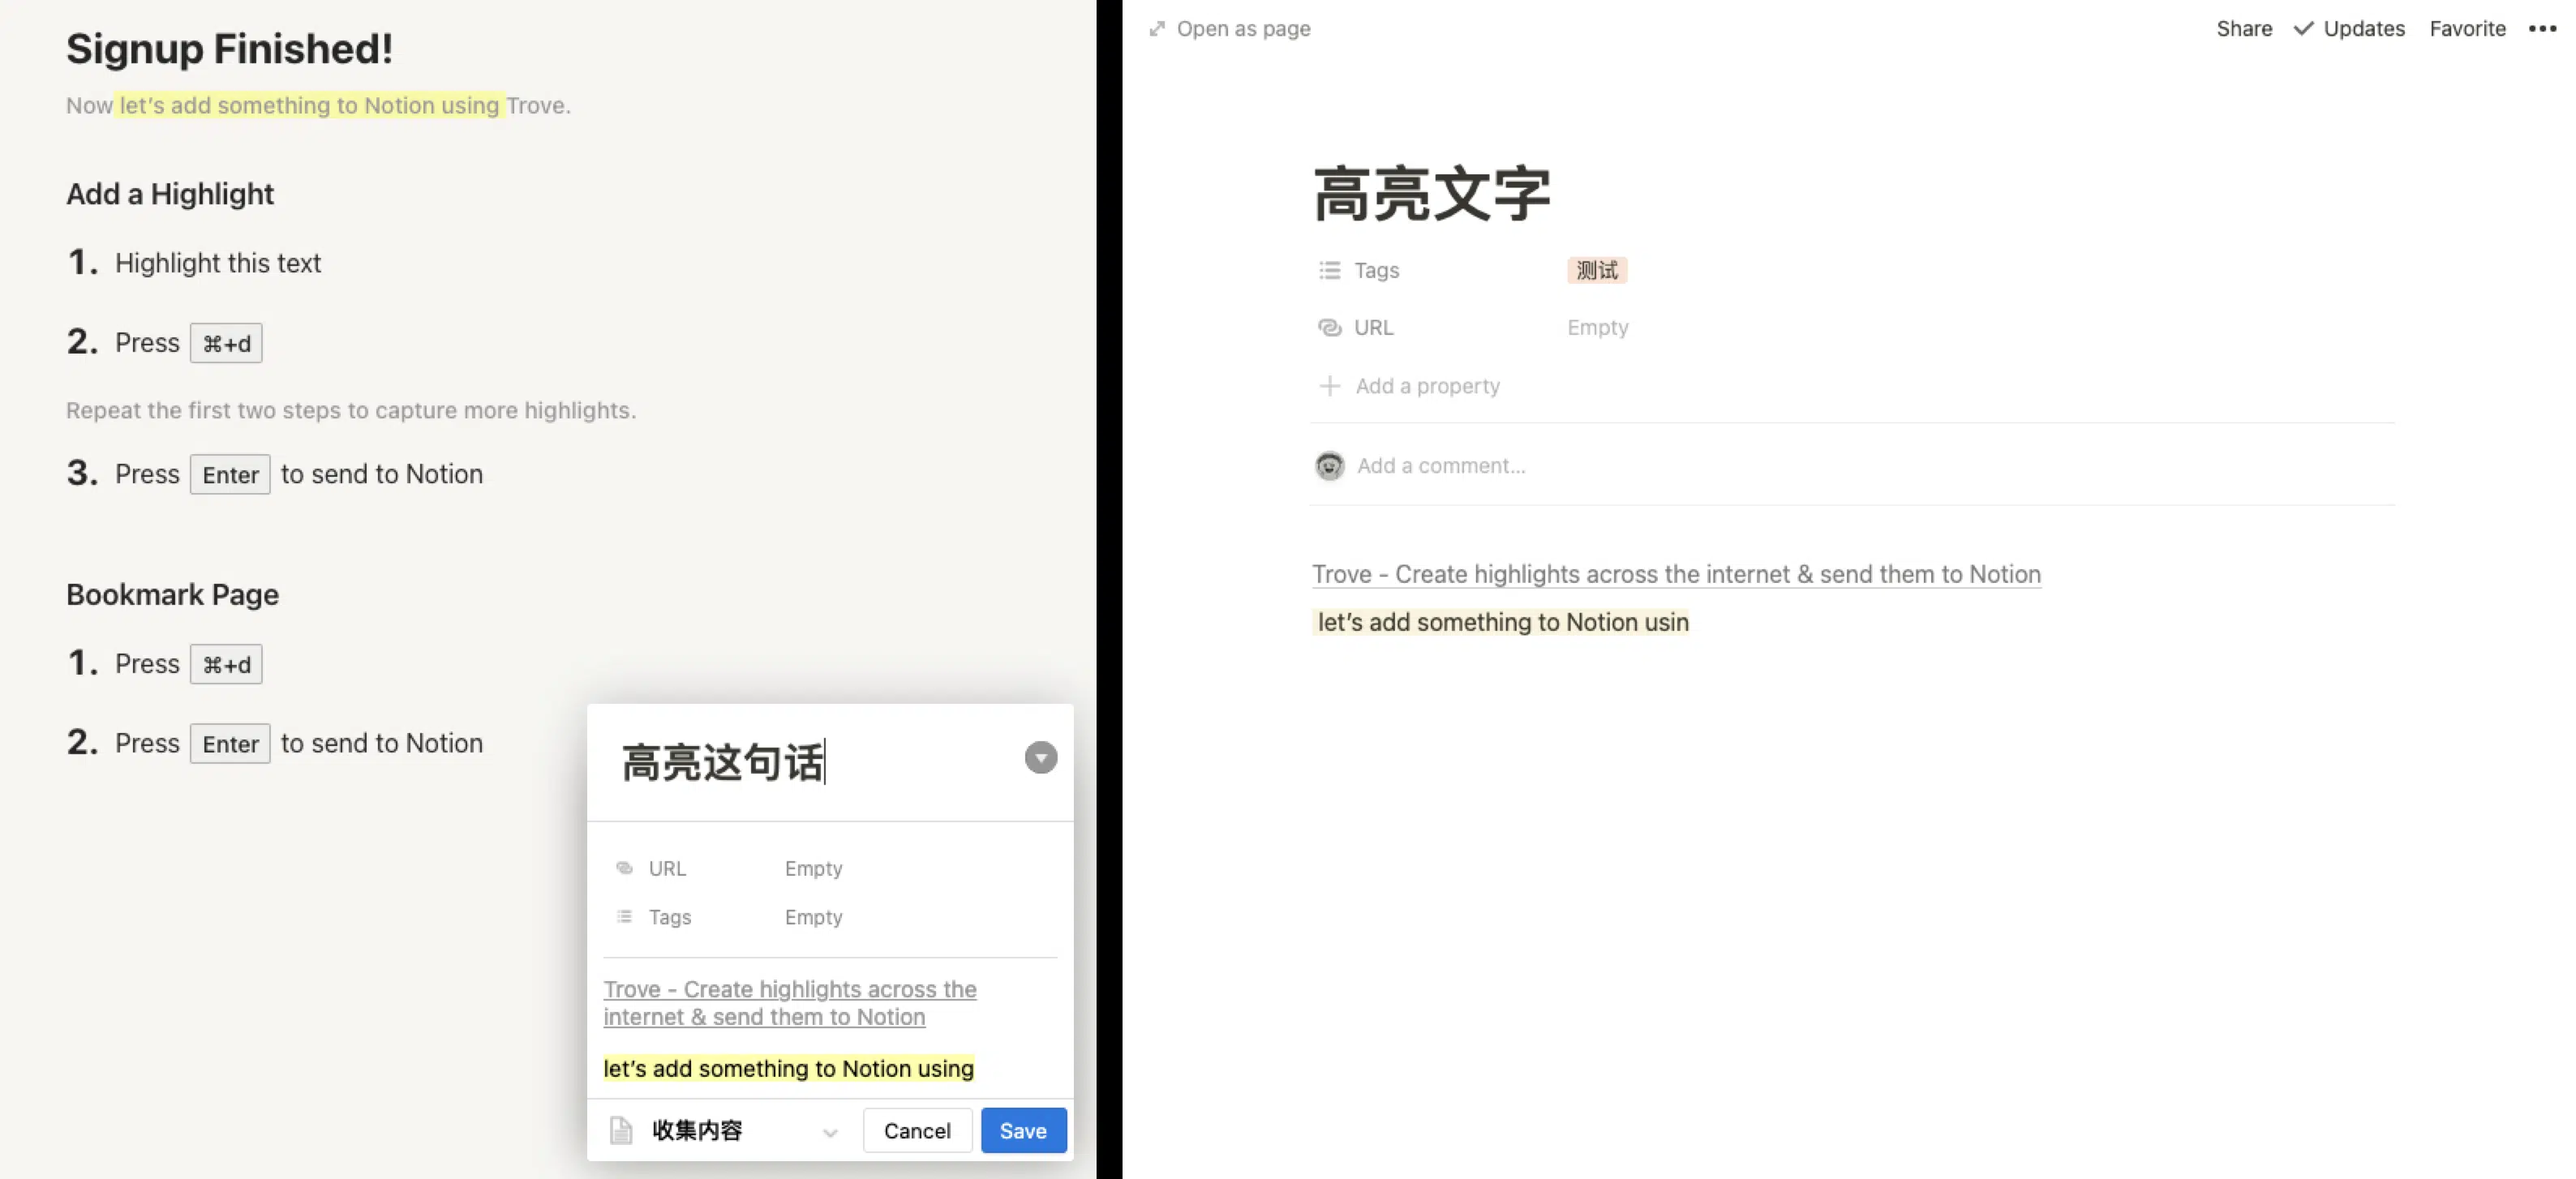 Signup Finished!
Now let's add something to Notion using Trove.
Add a Highlight
1. Highlight this text
2. Press ⌘+d
Repeat the first two steps to capture more highlights.
3. Press Enter to send to Notion
Bookmark Page
1. Press ⌘+d
2. Press Enter to send to Notion
高亮这句话
URL Empty
Tags Empty
Trove - Create highlights across the
internet & send them to Notion
let's add something to Notion using
收集内容 Cancel Save
Open as page Share Updates Favorite
高亮文字
Tags 测试
URL Empty
Add a property
Add a comment...
Trove - Create highlights across the internet & send them to Notion
let's add something to Notion usin